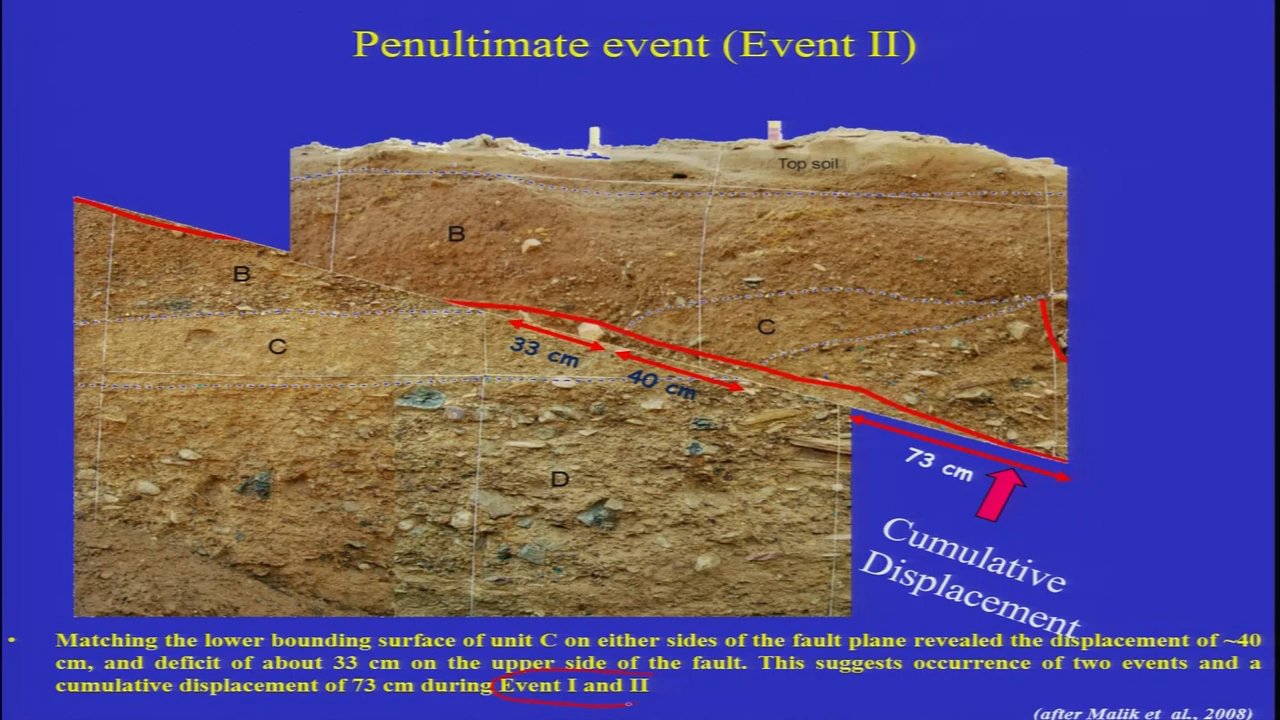 Penultimate event (Event II)
Top soil
B
B
C
C
33 cm
40 cm
D
73 cm
Cumulative
Displacement
• Matching the lower bounding surface of unit C on either sides of the fault plane revealed the displacement of ~40
cm, and deficit of about 33 cm on the upper side of the fault. This suggests occurrence of two events and a
cumulative displacement of 73 cm during Event I and II
(after Malik et al., 2008)